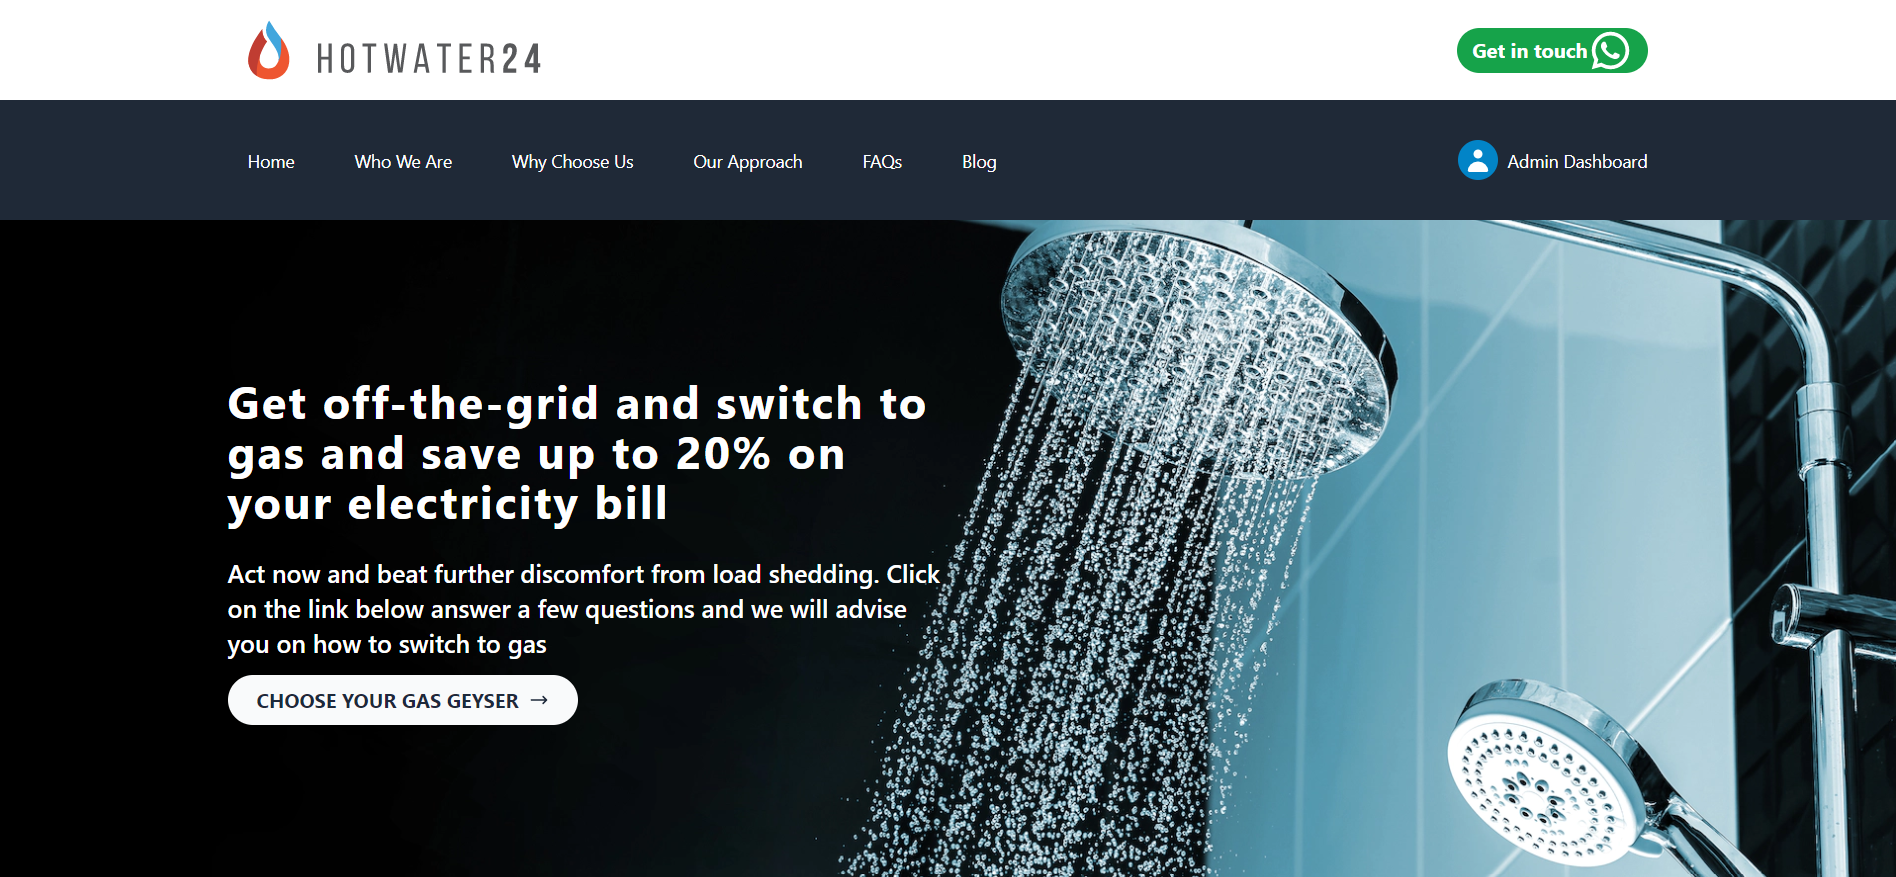 HOTWATER24
Get in touch
Home
Who We Are
Why Choose Us
Our Approach
FAQs
Blog
Admin Dashboard
Get off-the-grid and switch to
gas and save up to 20% on
your electricity bill
Act now and beat further discomfort from load shedding. Click
on the link below answer a few questions and we will advise
you on how to switch to gas
CHOOSE YOUR GAS GEYSER →